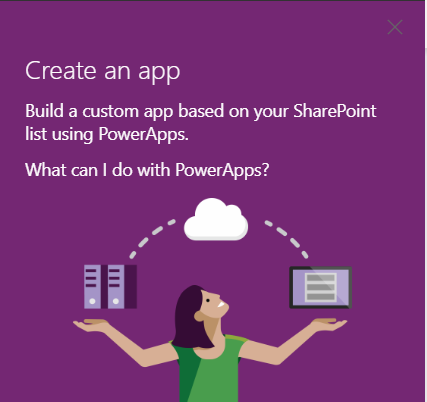 Create an app
Build a custom app based on your SharePoint
list using PowerApps.
What can I do with PowerApps?